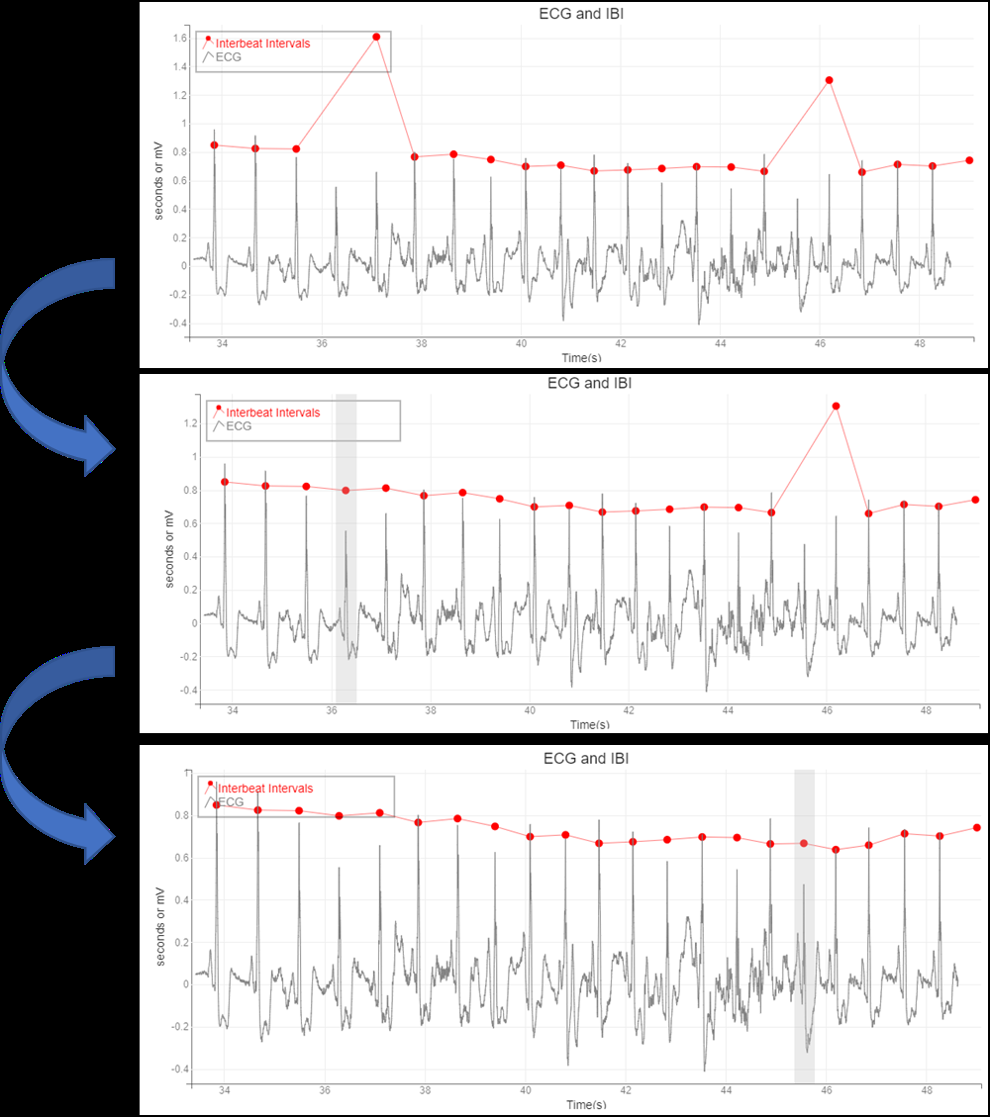 ECG and IBI
Interbeat Intervals
ECG
1.6
1.4
1.2
1
0.8
0.6
0.4
0.2
0
-0.2
-0.4
seconds or mV
34 36 38 40 42 44 46 48
Time(s)
ECG and IBI
Interbeat Intervals
ECG
1.2
1
0.8
0.6
0.4
0.2
0
-0.2
-0.4
seconds or mV
34 36 38 40 42 44 46 48
Time(s)
ECG and IBI
Interbeat Intervals
ECG
1
0.8
0.6
0.4
0.2
0
-0.2
-0.4
seconds or mV
34 36 38 40 42 44 46 48
Time(s)